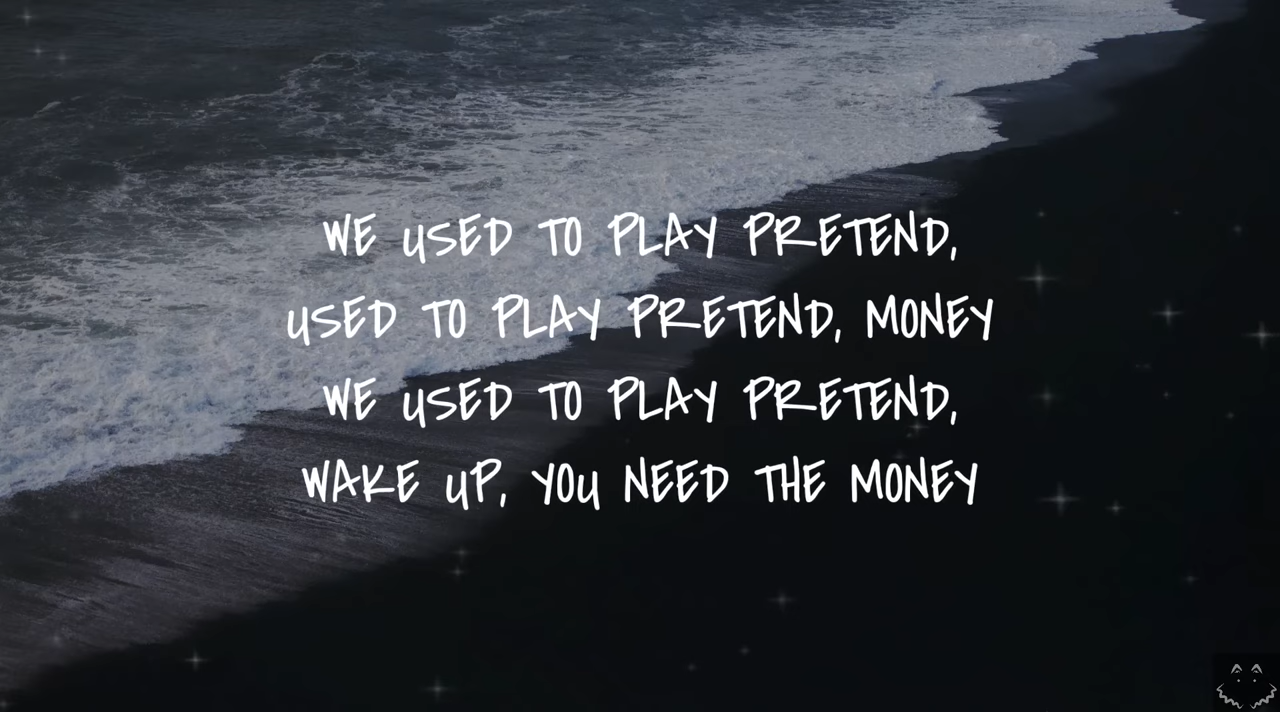 WE USED TO PLAY PRETEND,
USED TO PLAY PRETEND, MONEY
WE USED TO PLAY PRETEND,
WAKE UP, YOU NEED THE MONEY